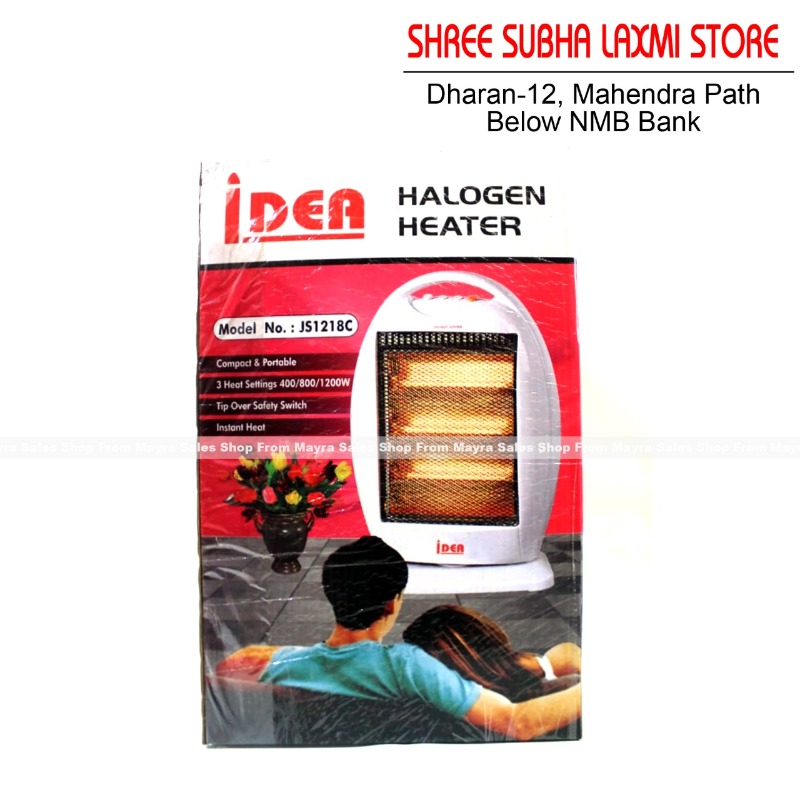 SHREE SUBHA LAXMI STORE
Dharan-12, Mahendra Path
Below NMB Bank
iDEA
HALOGEN
HEATER
Model No. : JS1218C
Compact & Portable
3 Heat Settings 400/800/1200W
Tip Over Safety Switch
Instant Heat
Mayra Sales Shop From Mayra Sales Shop From Mayra Sales Shop From Mayra Sales Shop From Mayra Sales
iDEA